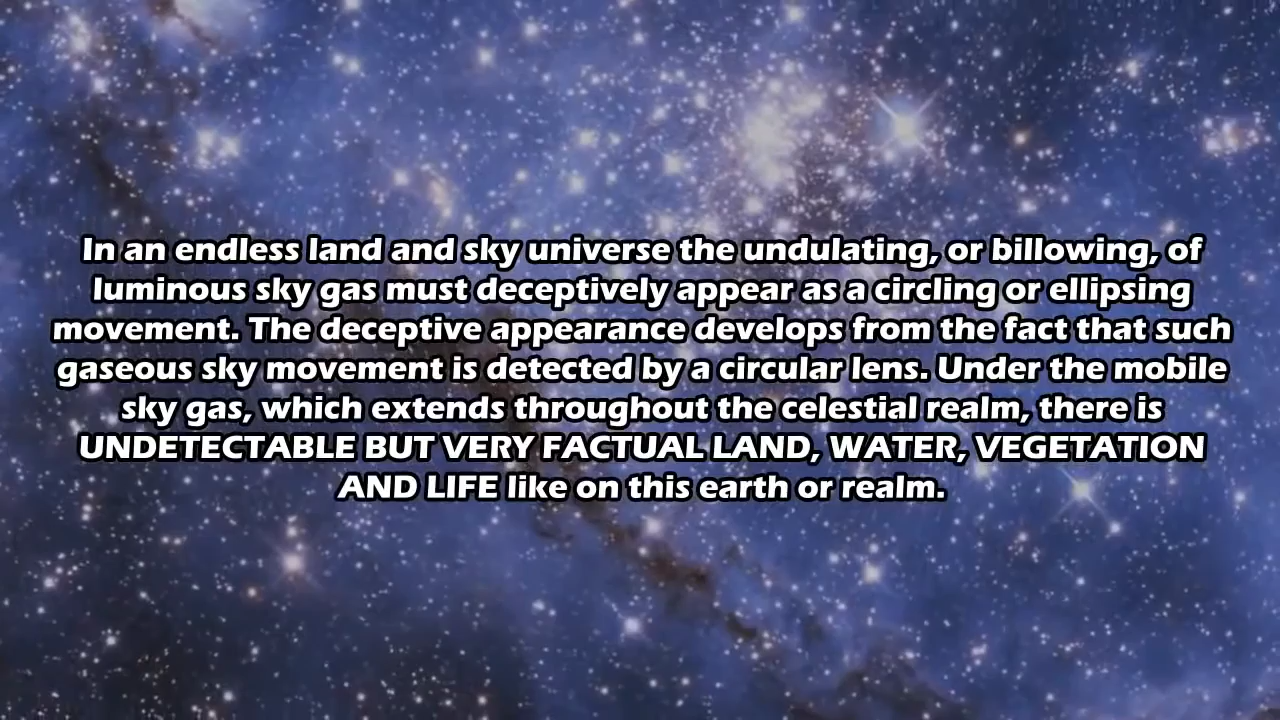 In an endless land and sky universe the undulating, or billowing, of
luminous sky gas must deceptively appear as a circling or ellipsing
movement. The deceptive appearance develops from the fact that such
gaseous sky movement is detected by a circular lens. Under the mobile
sky gas, which extends throughout the celestial realm, there is
UNDETECTABLE BUT VERY FACTUAL LAND, WATER, VEGETATION
AND LIFE like on this earth or realm.